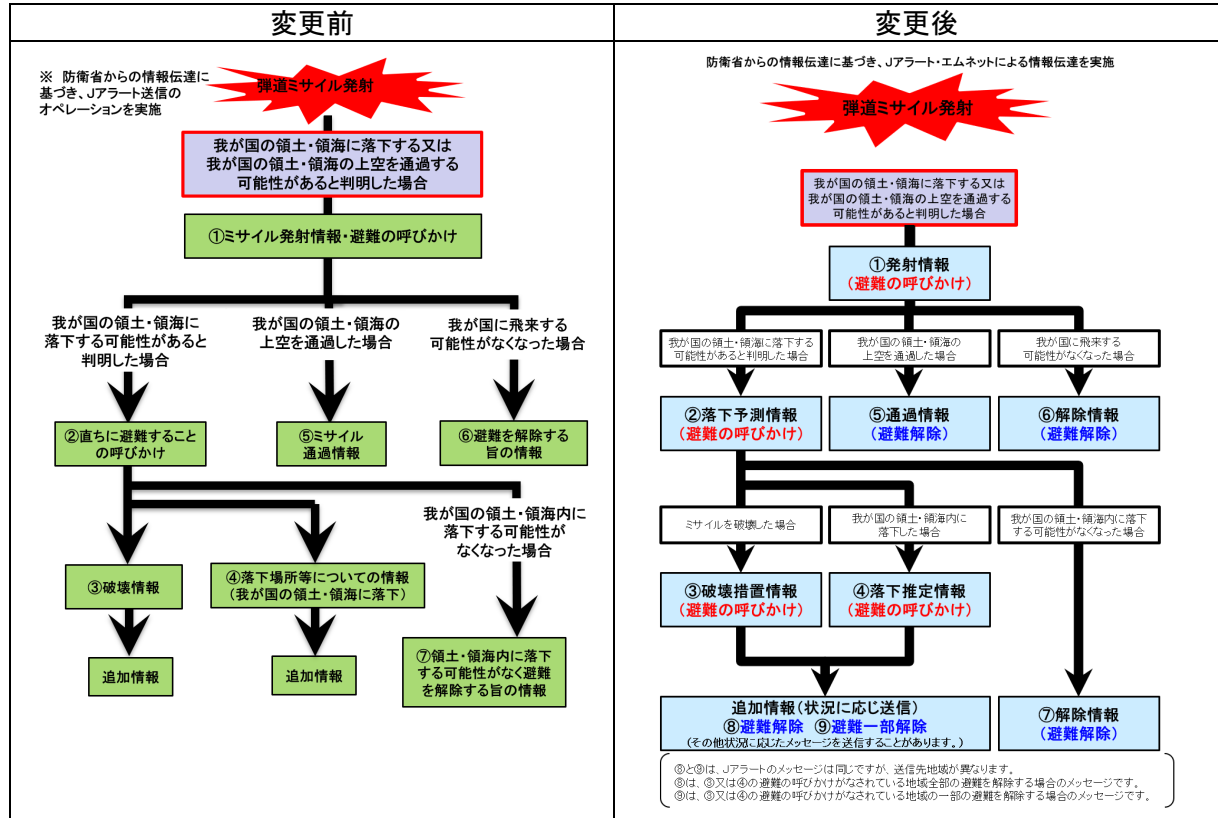 変更前
※ 防衛省からの情報伝達に
基づき、Jアラート送信の
オペレーションを実施
弾道ミサイル発射
我が国の領土・領海に落下する又は
我が国の領土・領海の上空を通過する
可能性があると判明した場合
①ミサイル発射情報・避難の呼びかけ
我が国の領土・領海に
落下する可能性があると
判明した場合
我が国の領土・領海の
上空を通過した場合
我が国に飛来する
可能性がなくなった場合
②直ちに避難すること
の呼びかけ
⑤ミサイル
通過情報
⑥避難を解除する
旨の情報
我が国の領土・領海内に
落下する可能性が
なくなった場合
③破壊情報
④落下場所等についての情報
(我が国の領土・領海に落下)
追加情報
追加情報
⑦領土・領海内に落下
する可能性がなく避難
を解除する旨の情報
変更後
防衛省からの情報伝達に基づき、Jアラート・エムネットによる情報伝達を実施
弾道ミサイル発射
我が国の領土・領海に落下する又は
我が国の領土・領海の上空を通過する
可能性があると判明した場合
①発射情報
(避難の呼びかけ)
我が国の領土・領海に落下する
可能性があると判明した場合
我が国の領土・領海の
上空を通過した場合
我が国に飛来する
可能性がなくなった場合
②落下予測情報
(避難の呼びかけ)
⑤通過情報
(避難解除)
⑥解除情報
(避難解除)
ミサイルを破壊した場合
我が国の領土・領海内に
落下した場合
我が国の領土・領海内に落下
する可能性がなくなった場合
③破壊措置情報
(避難の呼びかけ)
④落下推定情報
(避難の呼びかけ)
追加情報(状況に応じ送信)
⑧避難解除 ⑨避難一部解除
(その他状況に応じたメッセージを送信することがあります。)
⑦解除情報
(避難解除)
⑧と⑨は、Jアラートのメッセージは同じですが、送信先地域が異なります。
⑧は、③又は④の避難の呼びかけがなされている地域全部の避難を解除する場合のメッセージです。
⑨は、③又は④の避難の呼びかけがなされている地域の一部の避難を解除する場合のメッセージです。